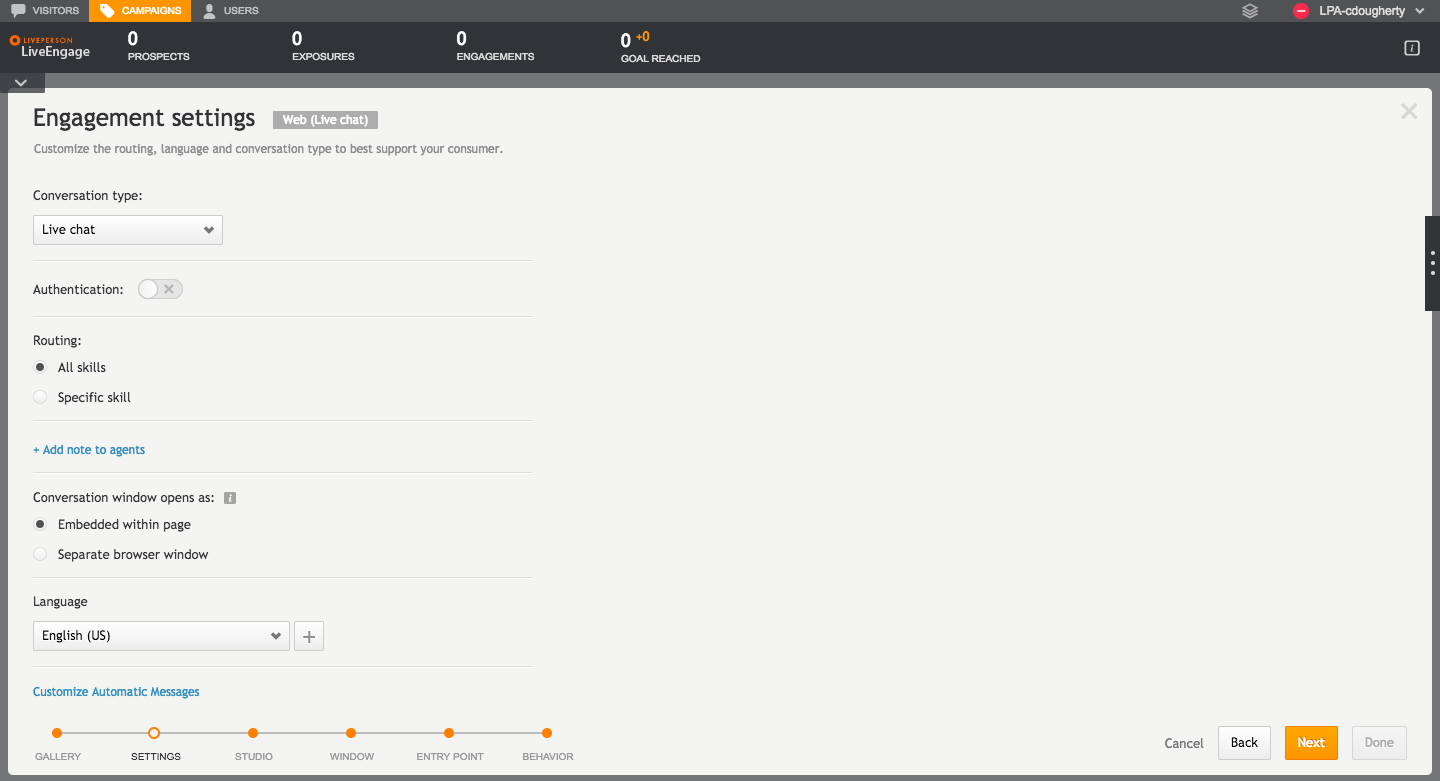 VISITORS
CAMPAIGNS
USERS
LPA-cdougherty
LIVEPERSON
LiveEngage
0
PROSPECTS
0
EXPOSURES
0
ENGAGEMENTS
0 +0
GOAL REACHED
i
Engagement settings
Web (Live chat)
Customize the routing, language and conversation type to best support your consumer.
Conversation type:
Live chat
Authentication:
Routing:
All skills
Specific skill
+ Add note to agents
Conversation window opens as: i
Embedded within page
Separate browser window
Language
English (US)
+
Customize Automatic Messages
GALLERY
SETTINGS
STUDIO
WINDOW
ENTRY POINT
BEHAVIOR
Cancel
Back
Next
Done